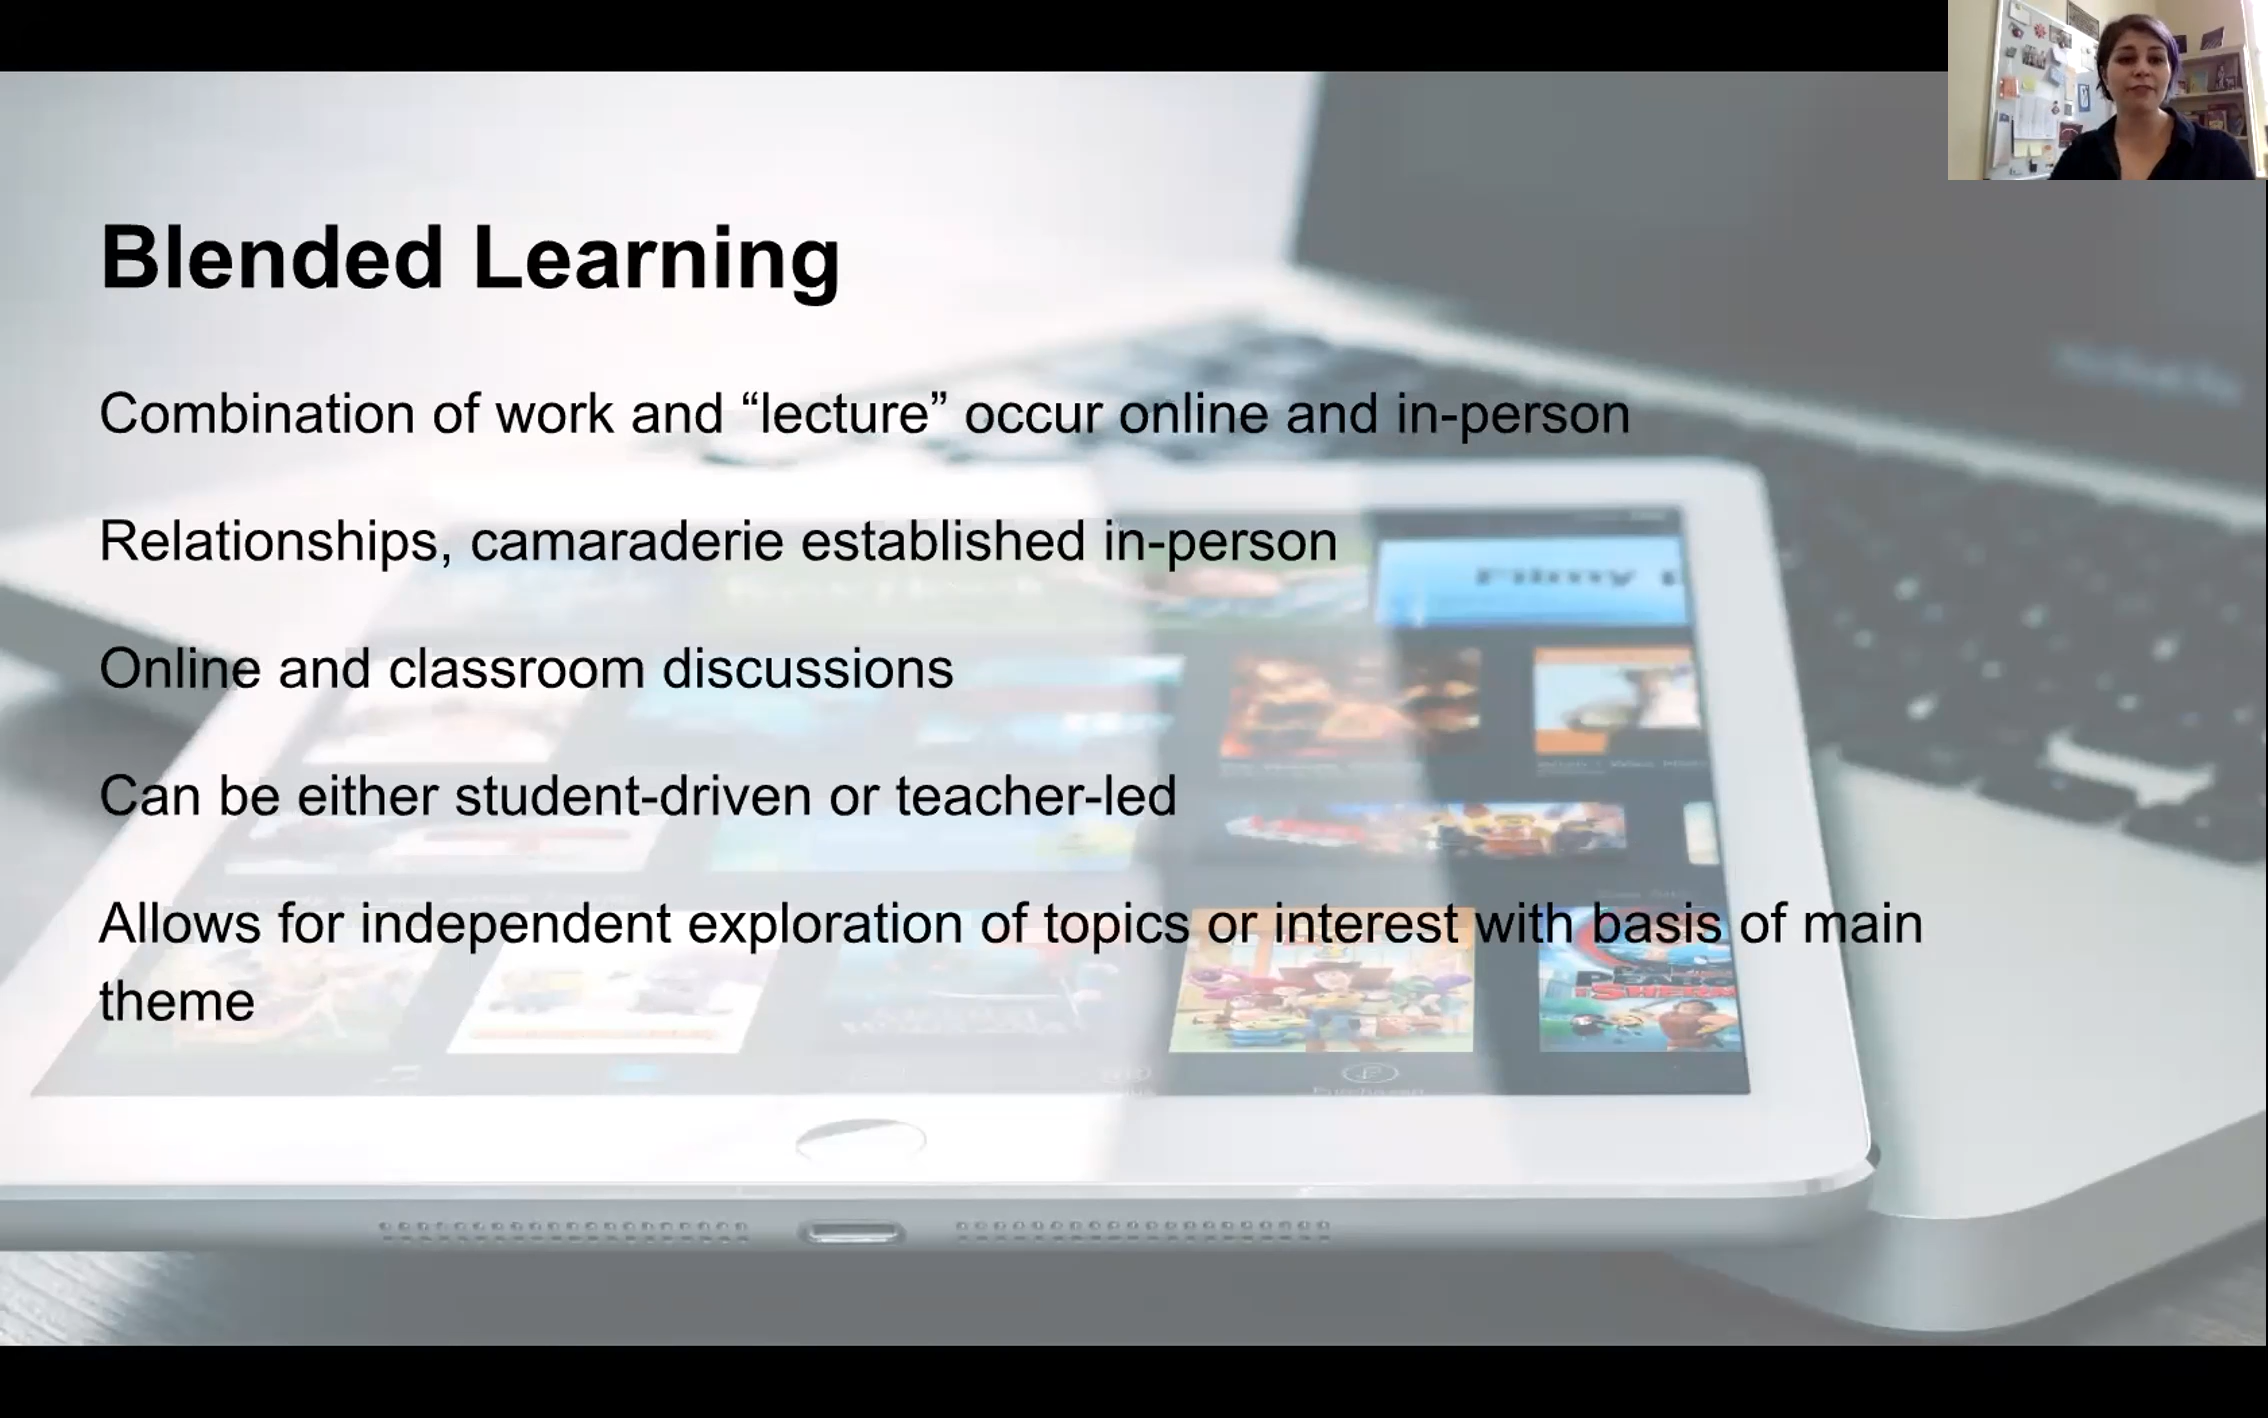 Blended Learning
Combination of work and “lecture” occur online and in-person
Relationships, camaraderie established in-person
Online and classroom discussions
Can be either student-driven or teacher-led
Allows for independent exploration of topics or interest with basis of main
theme